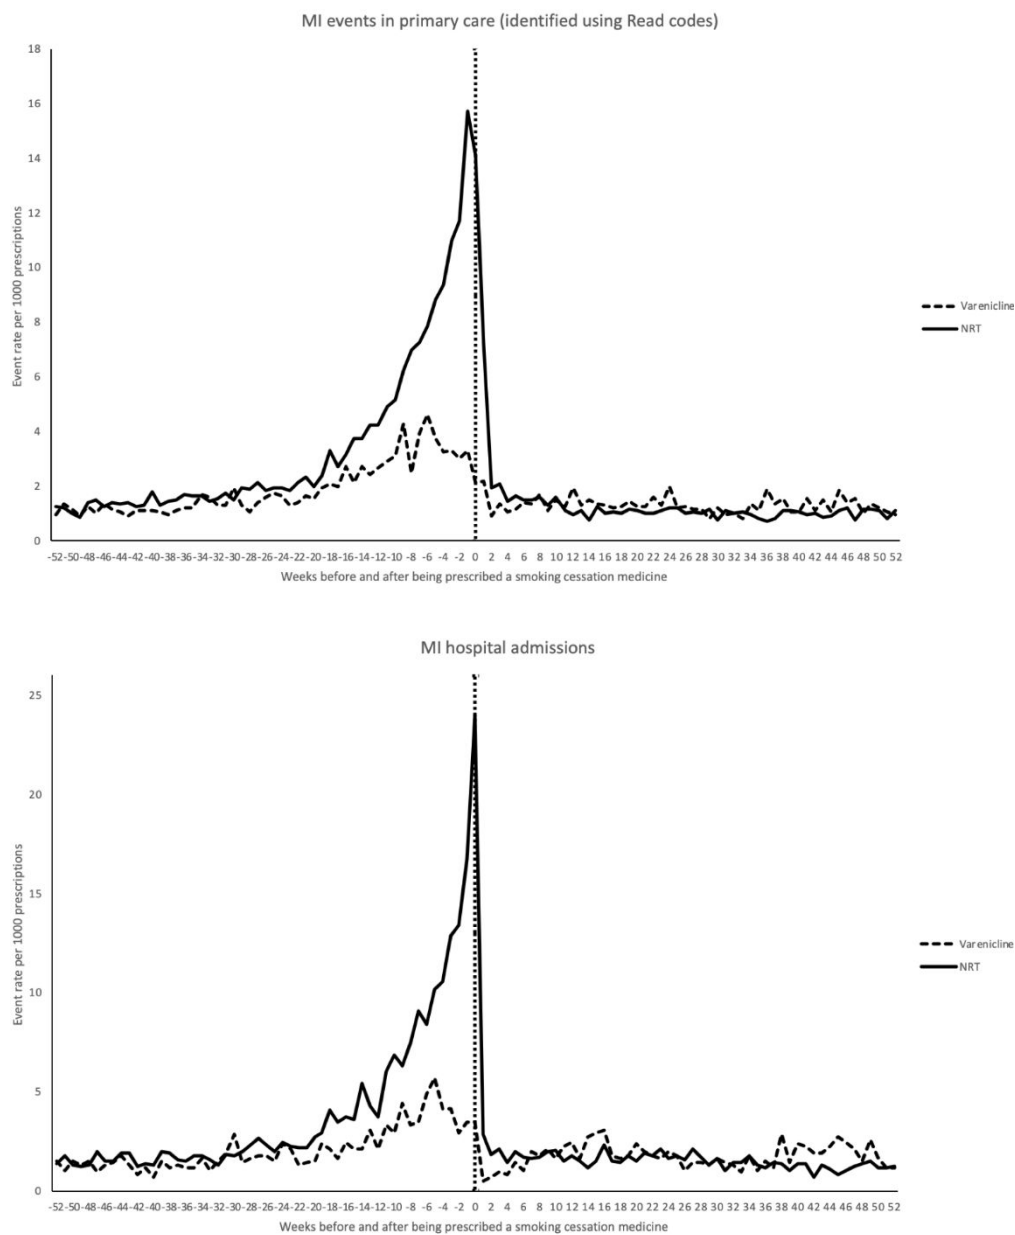 MI events in primary care (identified using Read codes)
18
16
14
12
10
8
6
4
2
0
Event rate per 1000 prescriptions
Varenicline
NRT
-52-50-48-46-44-42-40-38-36-34-32-30-28-26-24-22-20-18-16-14-12-10 -8 -6 -4 -2 0 2 4 6 8 10 12 14 16 18 20 22 24 26 28 30 32 34 36 38 40 42 44 46 48 50 52
Weeks before and after being prescribed a smoking cessation medicine
MI hospital admissions
25
20
15
10
5
0
Event rate per 1000 prescriptions
Varenicline
NRT
-52-50-48-46-44-42-40-38-36-34-32-30-28-26-24-22-20-18-16-14-12-10 -8 -6 -4 -2 0 2 4 6 8 10 12 14 16 18 20 22 24 26 28 30 32 34 36 38 40 42 44 46 48 50 52
Weeks before and after being prescribed a smoking cessation medicine